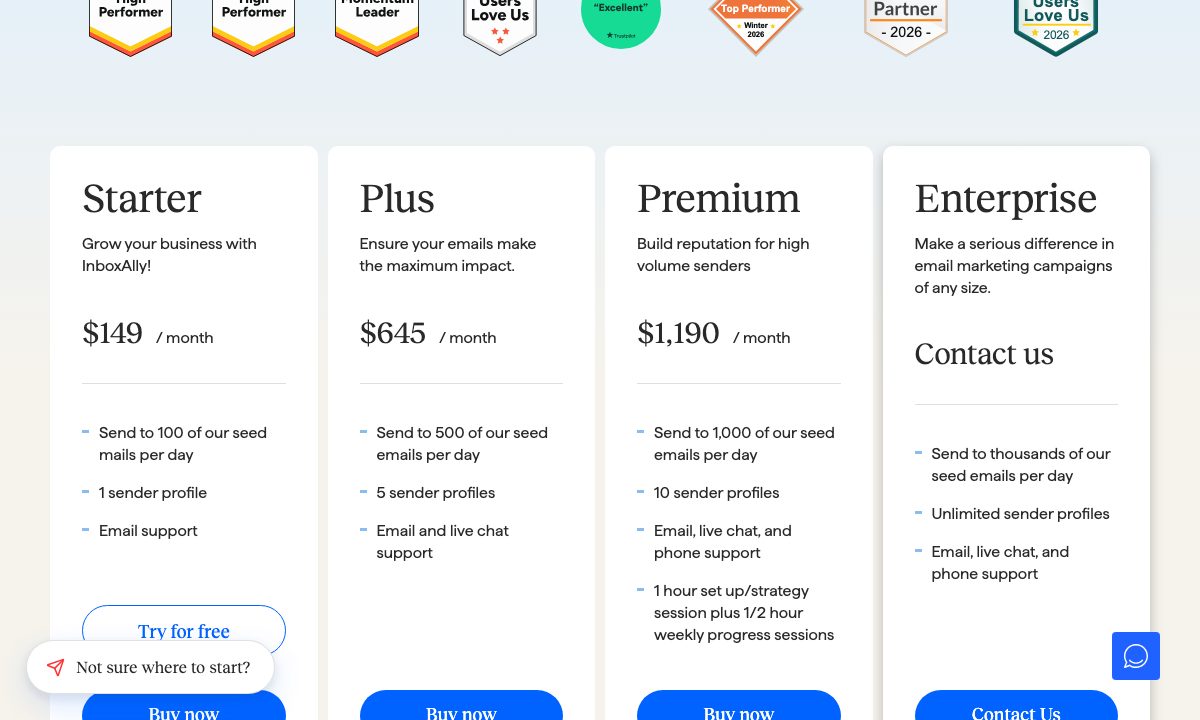 High
Performer
High
Performer
Momentum
Leader
Users
Love Us
"Excellent"
Trustpilot
Top Performer
Winter
2026
Partner
- 2026 -
Users
Love Us
2026
Starter
Grow your business with
InboxAlly!
$149 / month
Send to 100 of our seed
mails per day
1 sender profile
Email support
Try for free
Buy now
Plus
Ensure your emails make
the maximum impact.
$645 / month
Send to 500 of our seed
emails per day
5 sender profiles
Email and live chat
support
Buy now
Premium
Build reputation for high
volume senders
$1,190 / month
Send to 1,000 of our seed
emails per day
10 sender profiles
Email, live chat, and
phone support
1 hour set up/strategy
session plus 1/2 hour
weekly progress sessions
Buy now
Enterprise
Make a serious difference in
email marketing campaigns
of any size.
Contact us
Send to thousands of our
seed emails per day
Unlimited sender profiles
Email, live chat, and
phone support
Contact Us
Not sure where to start?